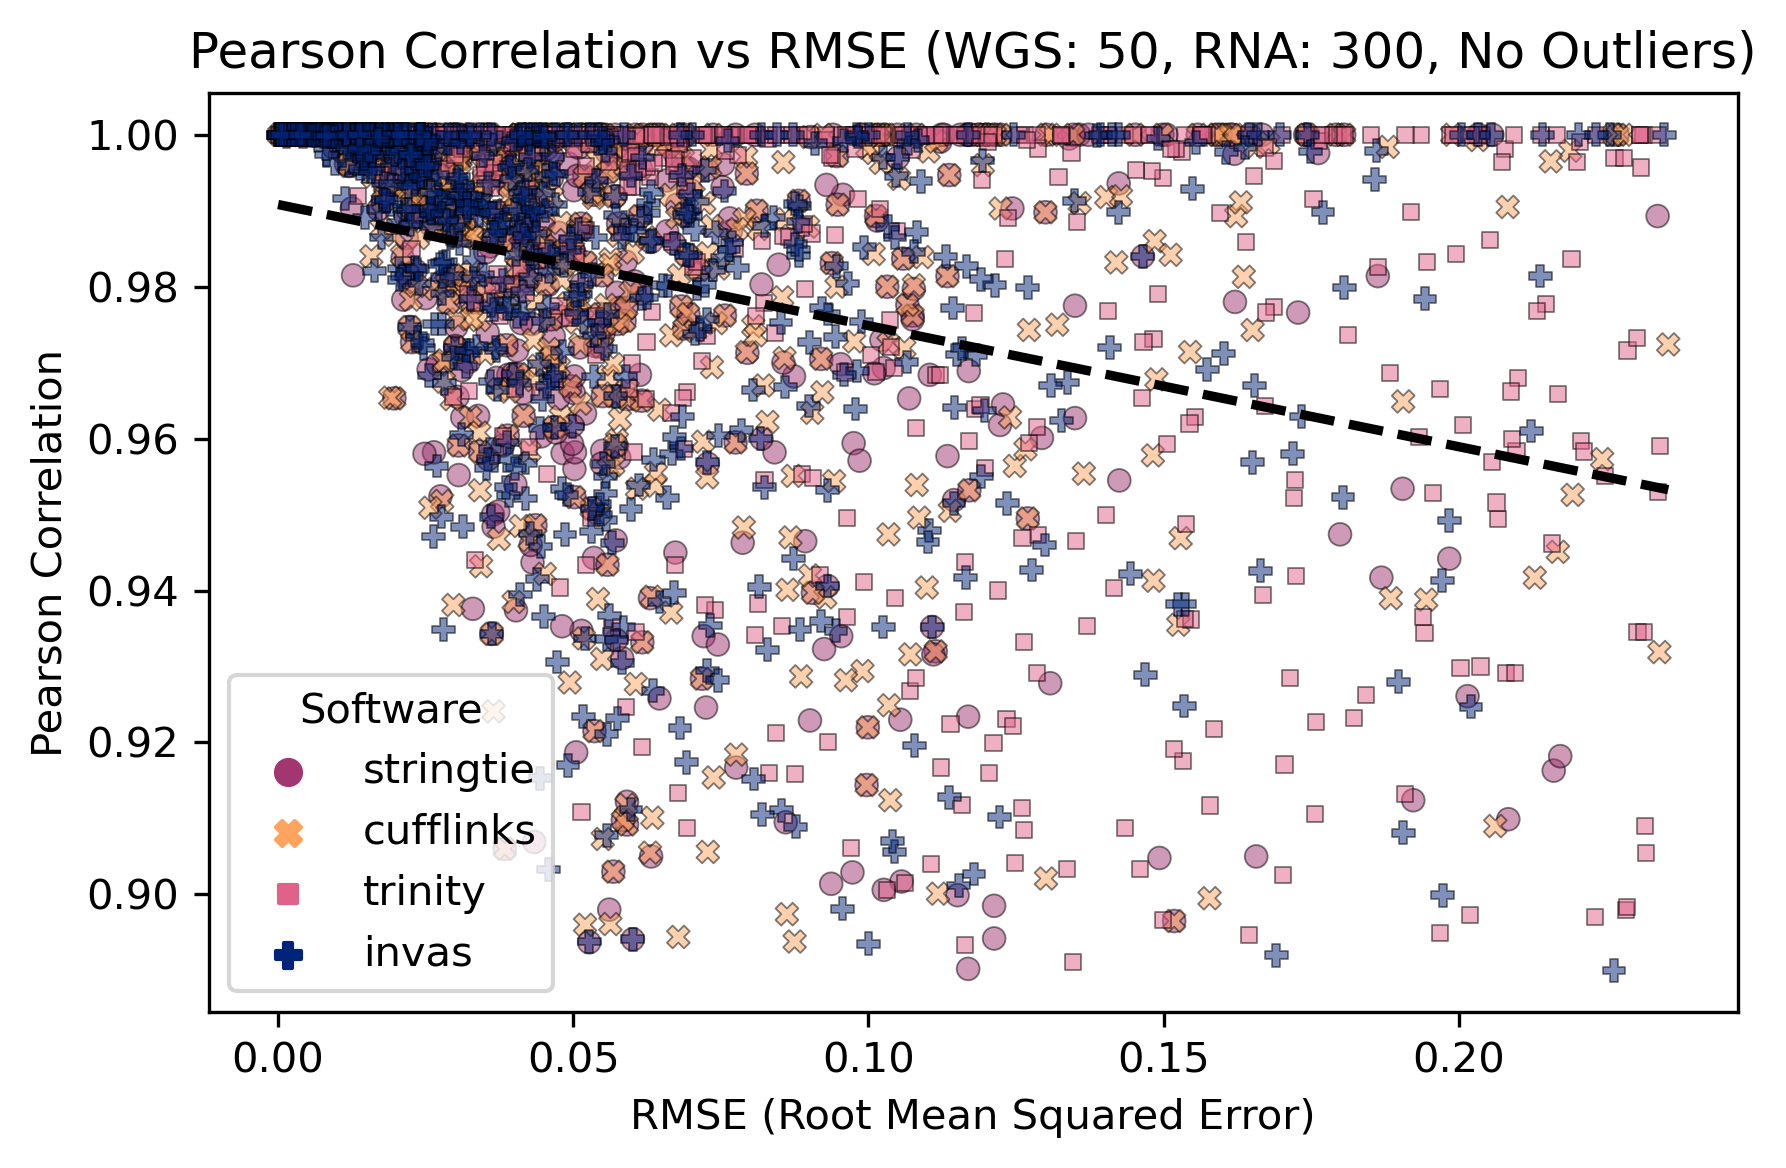 Pearson Correlation vs RMSE (WGS: 50, RNA: 300, No Outliers)
Pearson Correlation
1.00
0.98
0.96
0.94
0.92
0.90
Software
stringtie
cufflinks
trinity
invas
0.00
0.05
0.10
0.15
0.20
RMSE (Root Mean Squared Error)